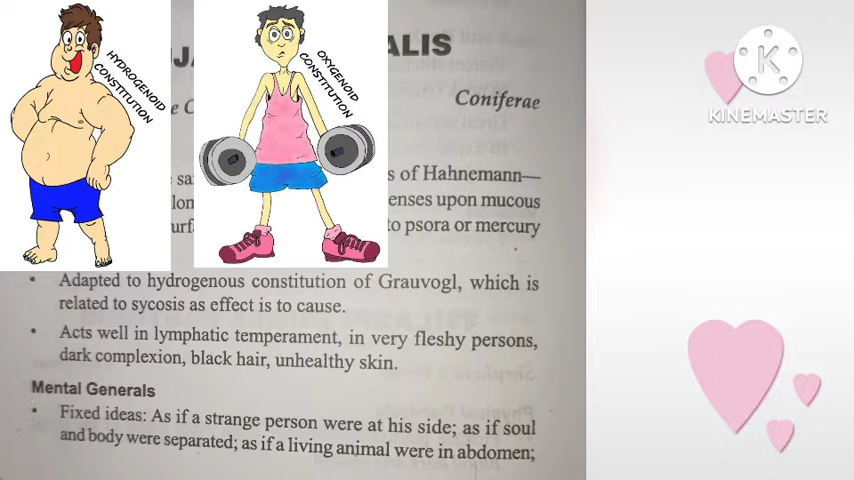 HYDROGENOID
CONSTITUTION
OXYGENOID
CONSTITUTION
ALIS
Coniferae
KINEMASTER
s of Hahnemann—
enses upon mucous
to psora or mercury
• Adapted to hydrogenous constitution of Grauvogl, which is
related to sycosis as effect is to cause.
• Acts well in lymphatic temperament, in very fleshy persons,
dark complexion, black hair, unhealthy skin.
Mental Generals
• Fixed ideas: As if a strange person were at his side; as if soul
and body were separated; as if a living animal were in abdomen;